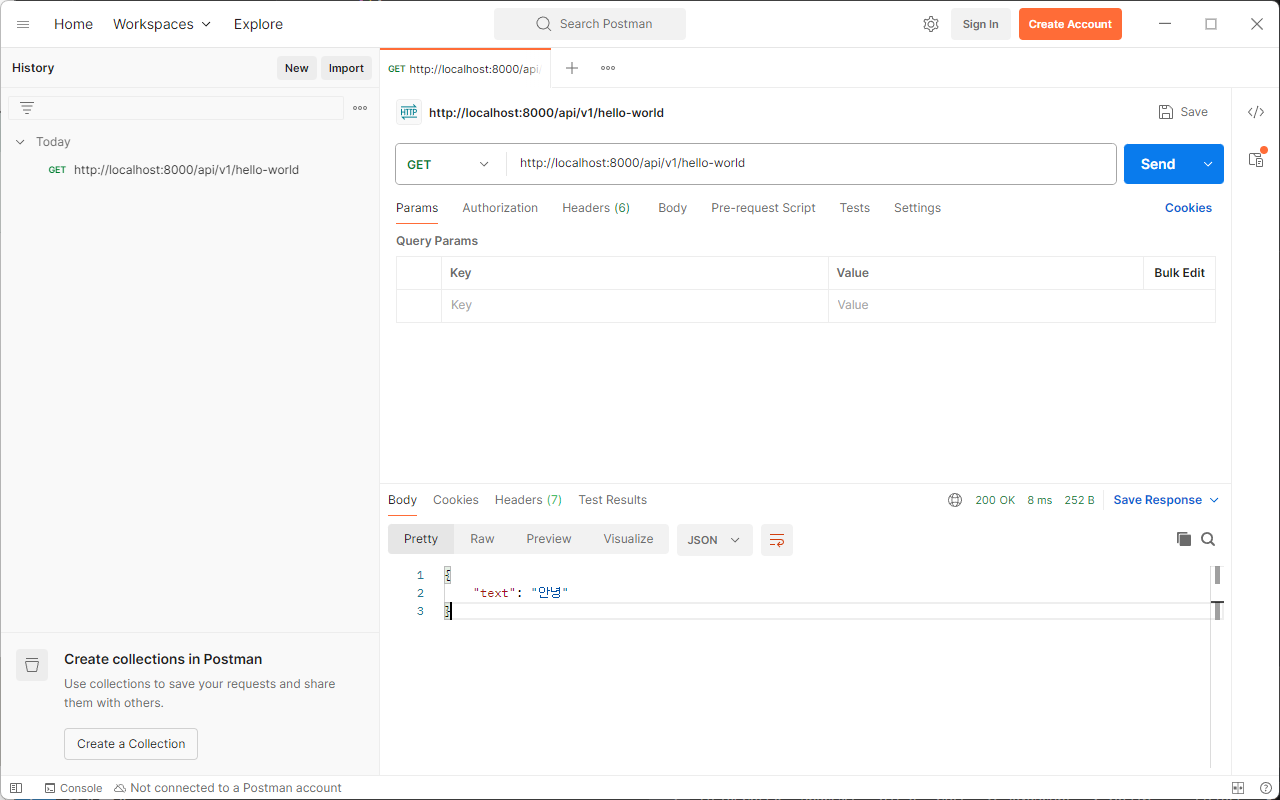 Home Workspaces Explore Search Postman Sign In Create Account
History New Import
GET http://localhost:8000/api
HTTP http://localhost:8000/api/v1/hello-world Save
Today
GET http://localhost:8000/api/v1/hello-world
GET http://localhost:8000/api/v1/hello-world Send
Params Authorization Headers (6) Body Pre-request Script Tests Settings Cookies
Query Params
Key Value Bulk Edit
Key Value
Body Cookies Headers (7) Test Results 200 OK 8 ms 252 B Save Response
Pretty Raw Preview Visualize JSON
1 {
2 "text": "안녕"
3 }
Create collections in Postman
Use collections to save your requests and share
them with others.
Create a Collection
Console Not connected to a Postman account